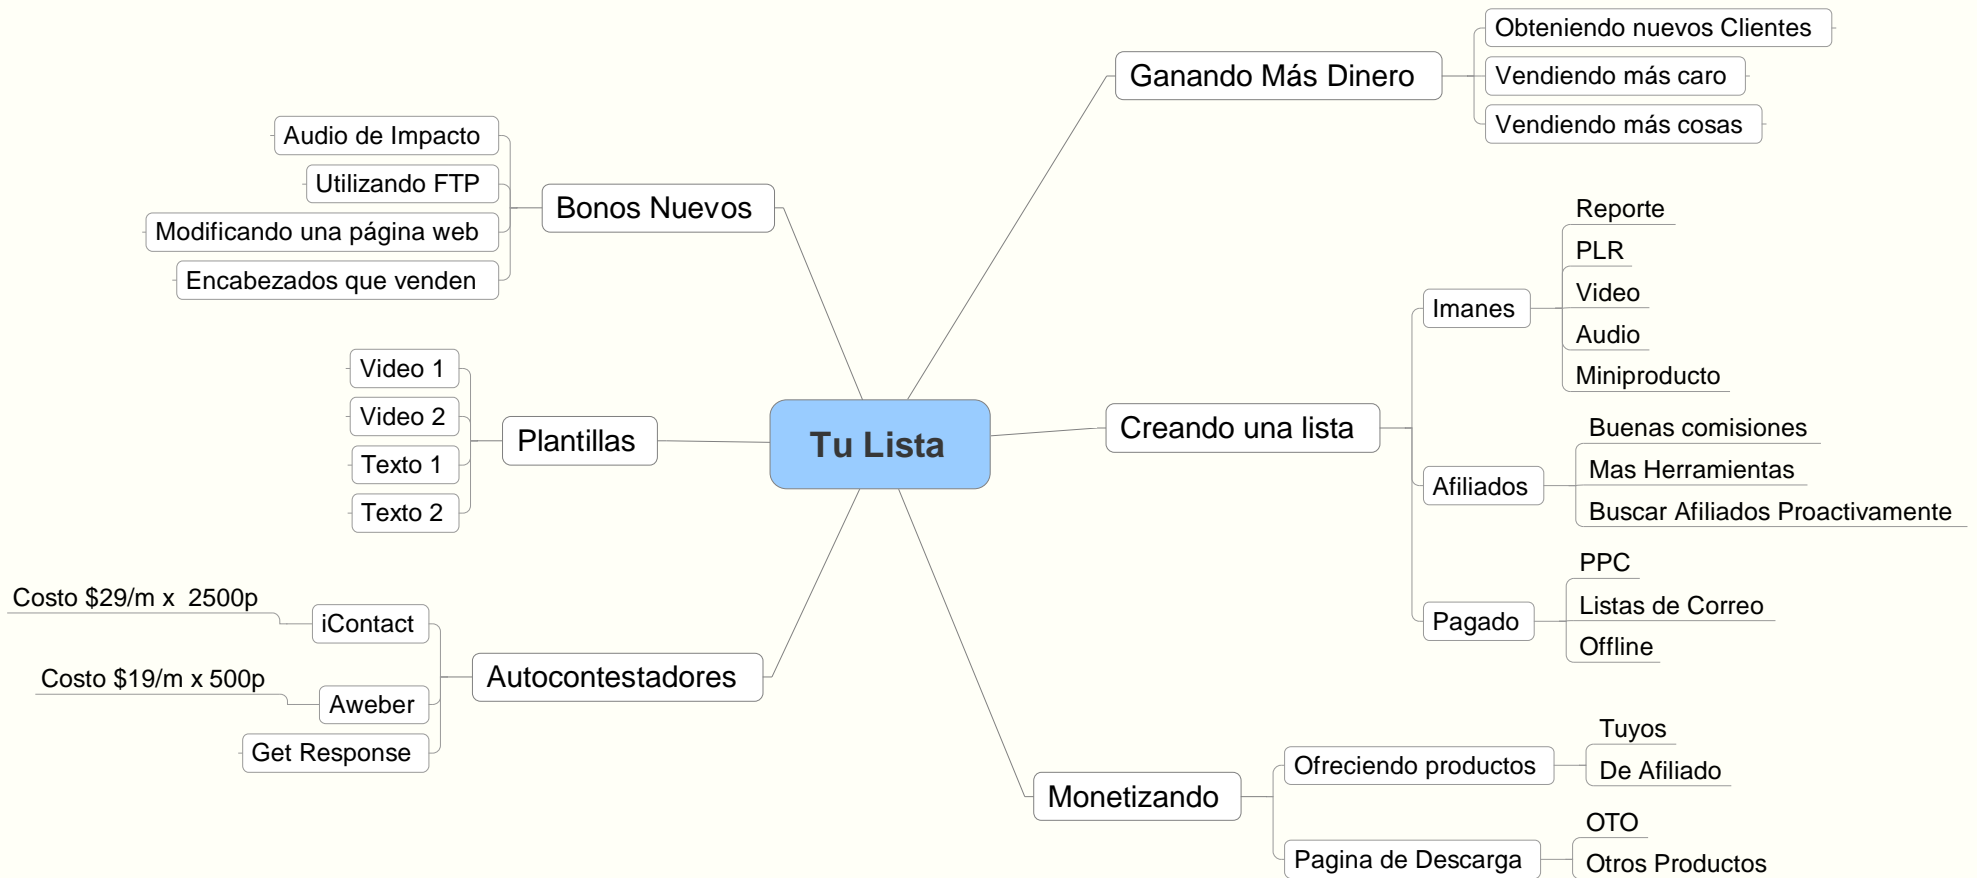 Tu Lista
Ganando Más Dinero
Obteniendo nuevos Clientes
Vendiendo más caro
Vendiendo más cosas
Creando una lista
Imanes
Reporte
PLR
Video
Audio
Miniproducto
Afiliados
Buenas comisiones
Mas Herramientas
Buscar Afiliados Proactivamente
Pagado
PPC
Listas de Correo
Offline
Monetizando
Ofreciendo productos
Tuyos
De Afiliado
Pagina de Descarga
OTO
Otros Productos
Bonos Nuevos
Audio de Impacto
Utilizando FTP
Modificando una página web
Encabezados que venden
Plantillas
Video 1
Video 2
Texto 1
Texto 2
Autocontestadores
iContact
Costo $29/m x  2500p
Aweber
Costo $19/m x 500p
Get Response